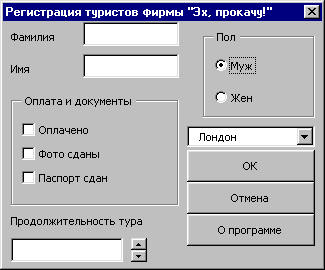 Регистрация туристов фирмы "Эх, прокачу!"
Фамилия
Имя
Пол
Муж
Жен
Оплата и документы
Оплачено
Фото сданы
Паспорт сдан
Лондон
ОК
Отмена
О программе
Продолжительность тура